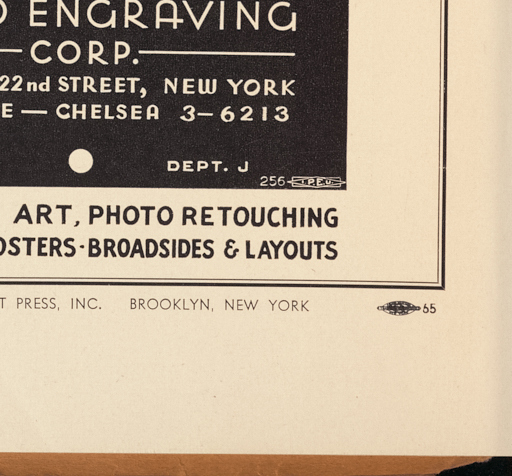 ENGRAVING
CORP.
22nd STREET, NEW YORK
E — CHELSEA 3-6213
DEPT. J
256 I.P.E.U.
ART, PHOTO RETOUCHING
OSTERS · BROADSIDES & LAYOUTS
T PRESS, INC. BROOKLYN, NEW YORK
65